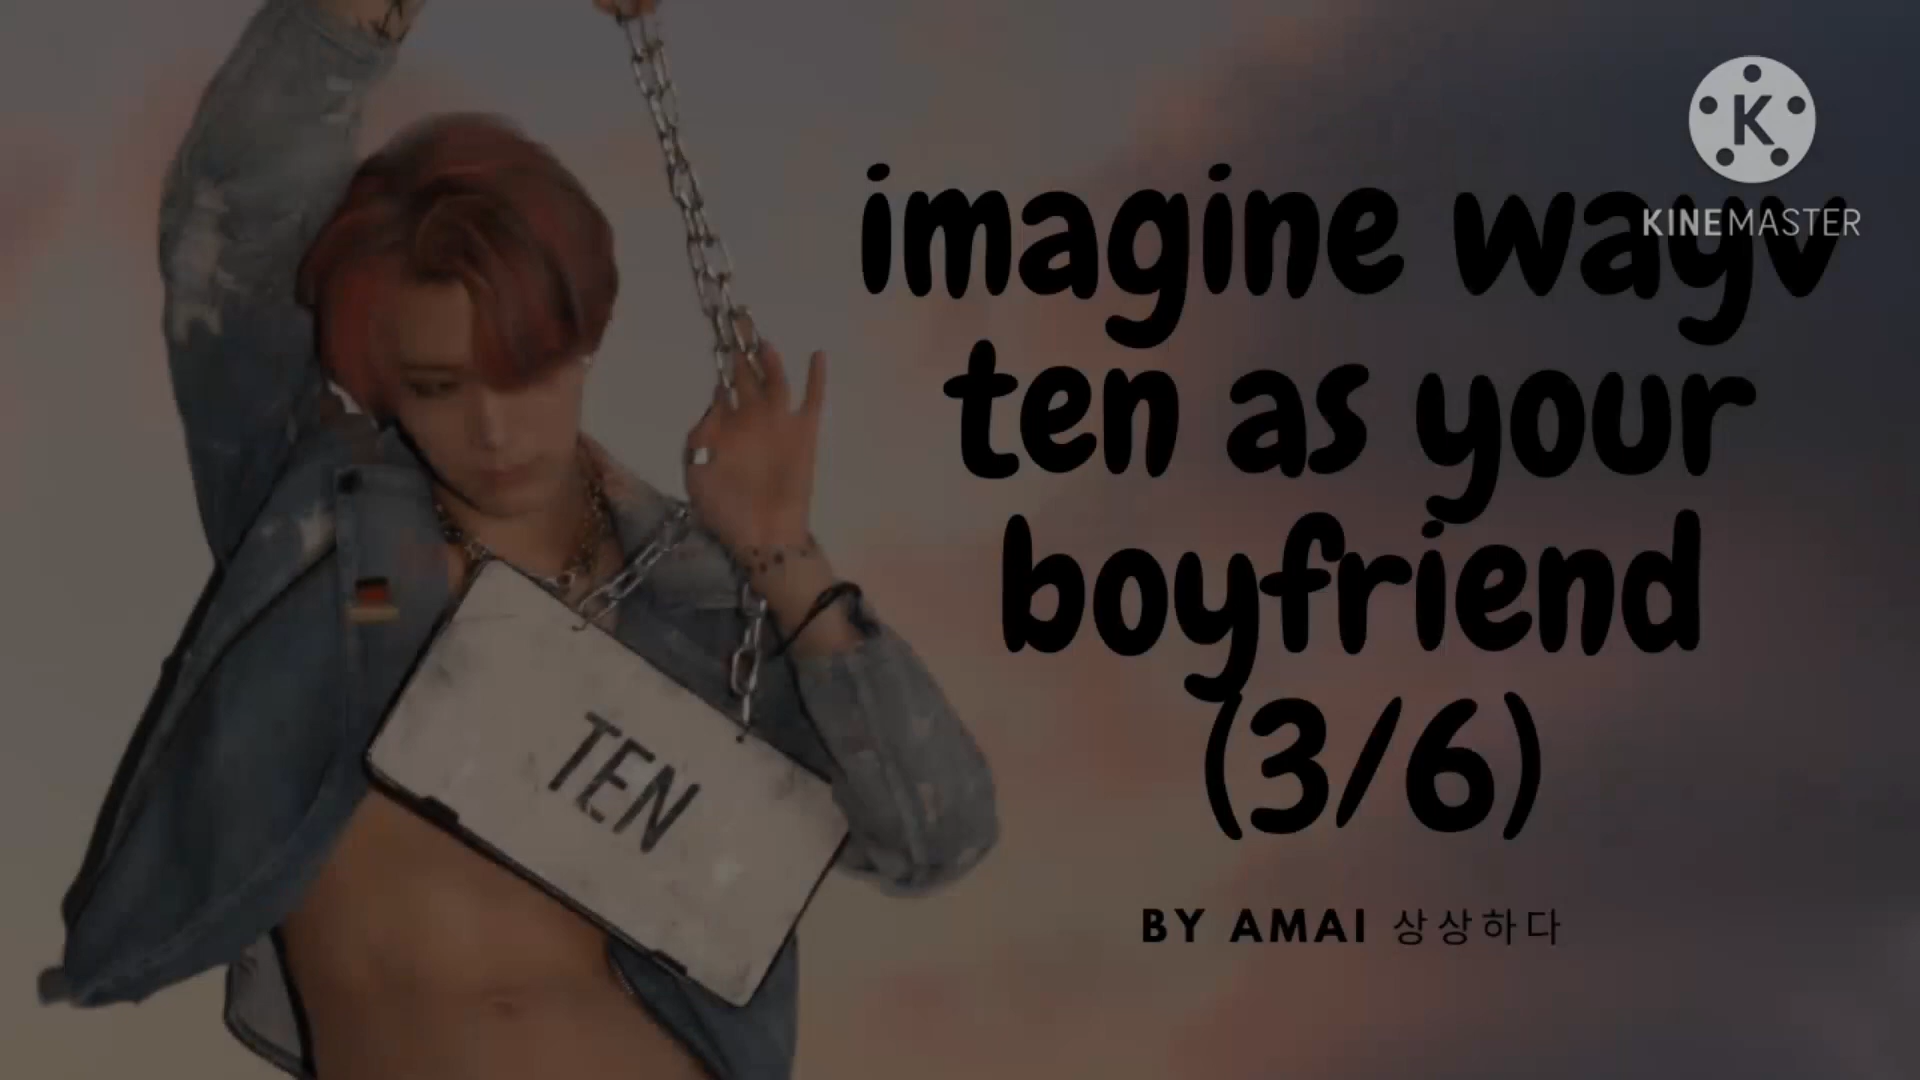 K
KINEMASTER
imagine wayv
ten as your
boyfriend
(3/6)
BY AMAI 상상하다
TEN